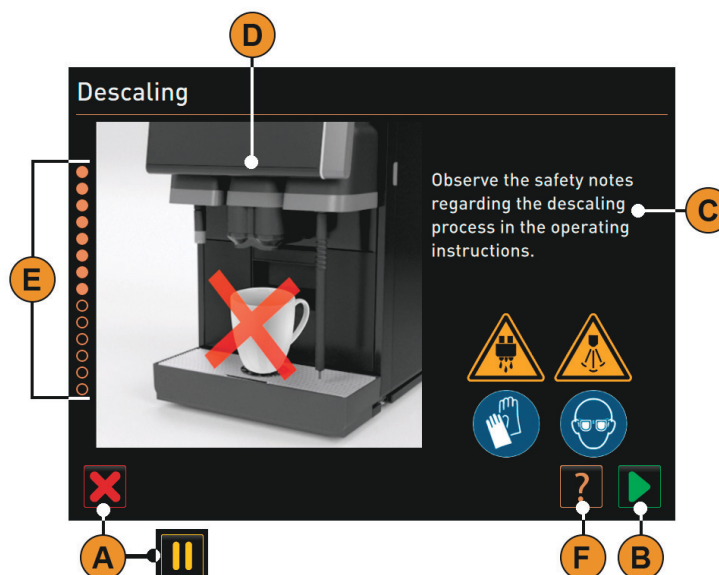 D
Descaling
Observe the safety notes
regarding the descaling
process in the operating
instructions.
C
E
?
A
F
B